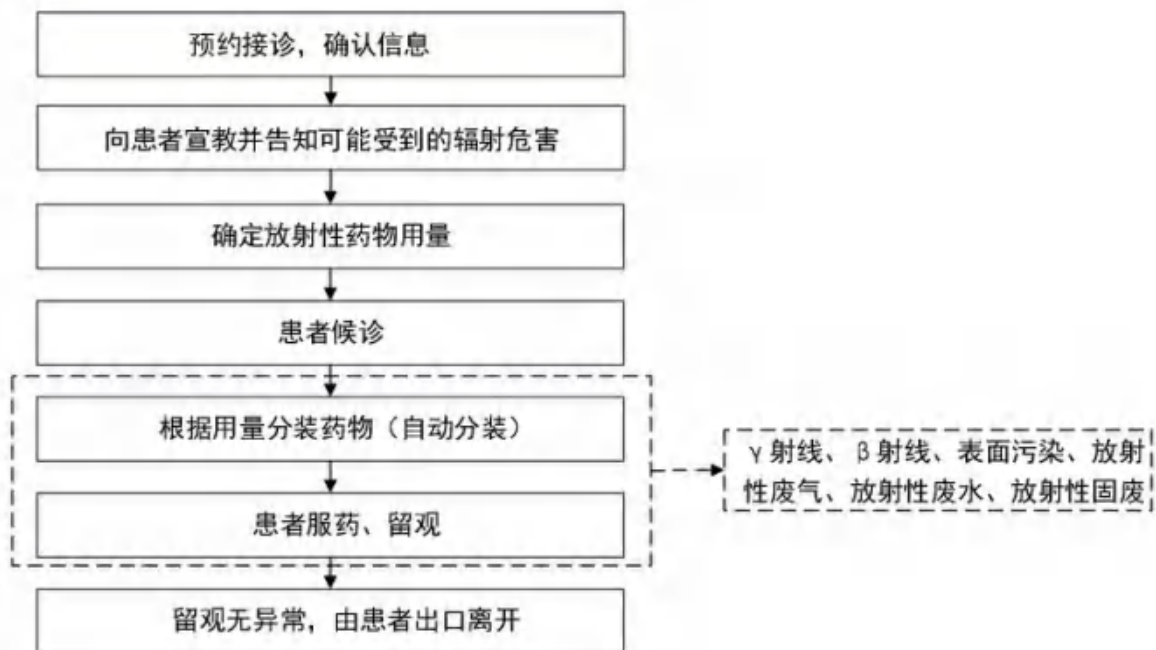 预约接诊，确认信息
向患者宣教并告知可能受到的辐射危害
确定放射性药物用量
患者候诊
根据用量分装药物（自动分装）
γ射线、β射线、表面污染、放射
性废气、放射性废水、放射性固废
患者服药、留观
留观无异常，由患者出口离开